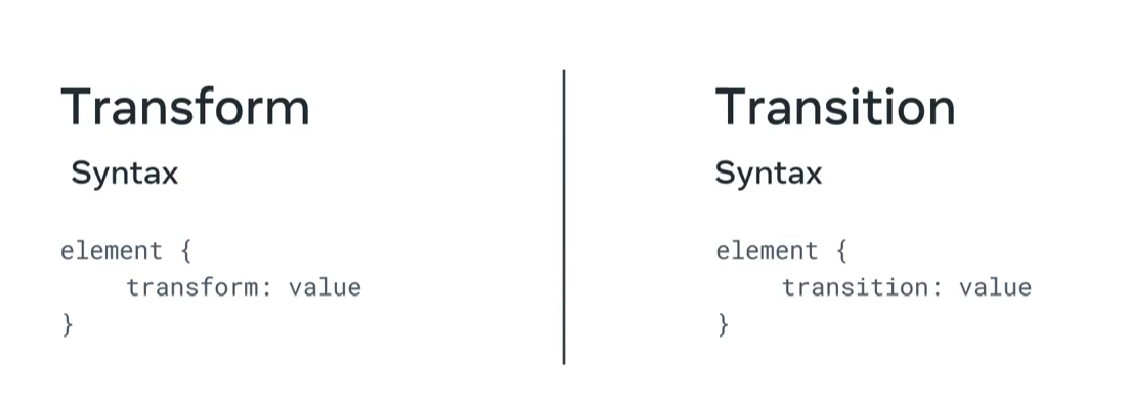 Transform
Syntax
element {
transform: value
}
Transition
Syntax
element {
transition: value
}